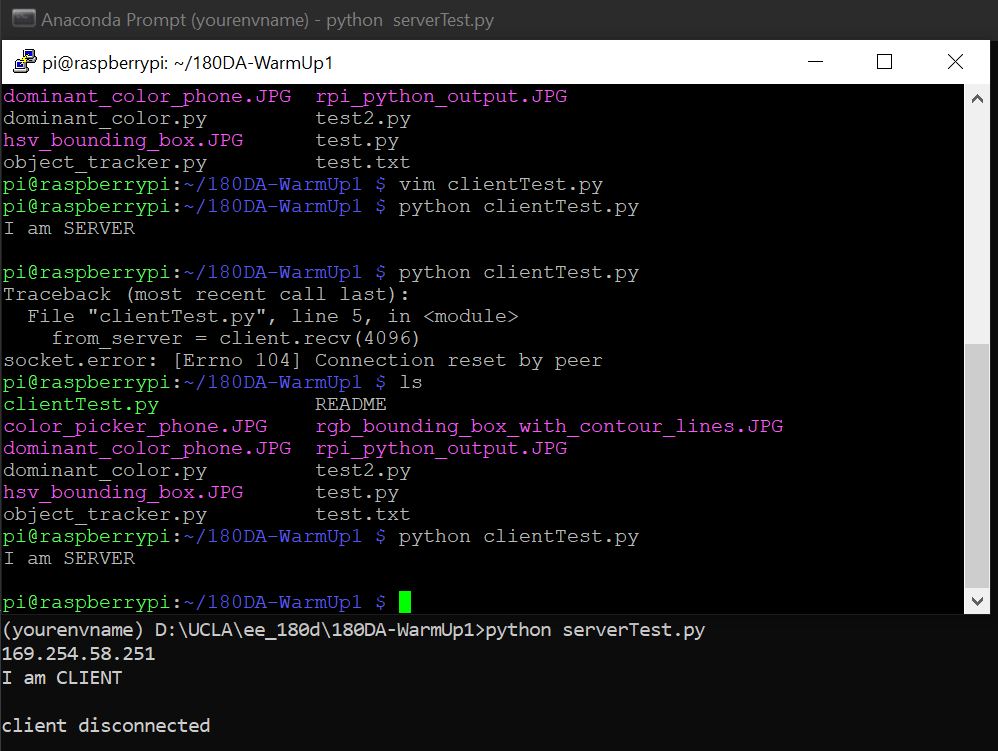 Anaconda Prompt (yourenvname) - python  serverTest.py
pi@raspberrypi: ~/180DA-WarmUp1
dominant_color_phone.JPG  rpi_python_output.JPG
dominant_color.py         test2.py
hsv_bounding_box.JPG      test.py
object_tracker.py         test.txt
pi@raspberrypi:~/180DA-WarmUp1 $ vim clientTest.py
pi@raspberrypi:~/180DA-WarmUp1 $ python clientTest.py
I am SERVER
pi@raspberrypi:~/180DA-WarmUp1 $ python clientTest.py
Traceback (most recent call last):
  File "clientTest.py", line 5, in <module>
    from_server = client.recv(4096)
socket.error: [Errno 104] Connection reset by peer
pi@raspberrypi:~/180DA-WarmUp1 $ ls
clientTest.py             README
color_picker_phone.JPG    rgb_bounding_box_with_contour_lines.JPG
dominant_color_phone.JPG  rpi_python_output.JPG
dominant_color.py         test2.py
hsv_bounding_box.JPG      test.py
object_tracker.py         test.txt
pi@raspberrypi:~/180DA-WarmUp1 $ python clientTest.py
I am SERVER
pi@raspberrypi:~/180DA-WarmUp1 $
(yourenvname) D:\UCLA\ee_180d\180DA-WarmUp1>python serverTest.py
169.254.58.251
I am CLIENT
client disconnected